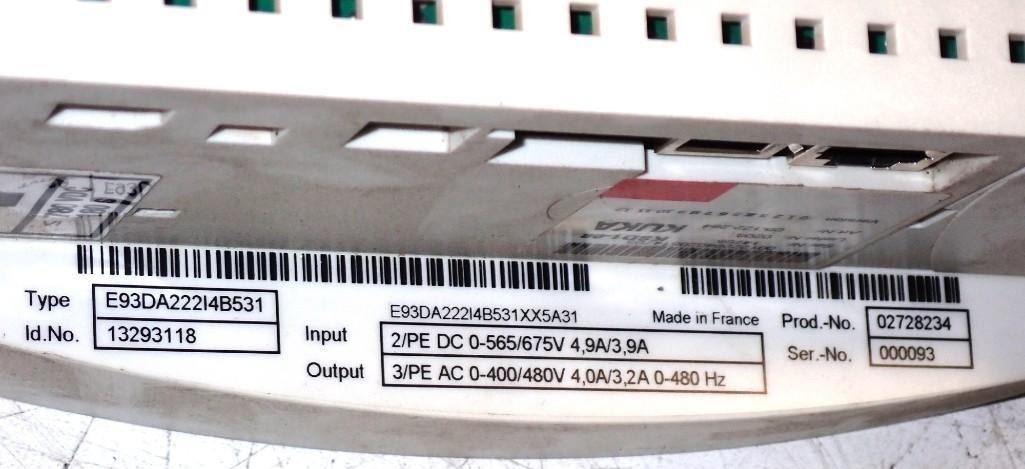 KUKA
E93DA222I4B531XX5A31
Made in France
Type E93DA222I4B531
Id.No. 13293118
Input 2/PE DC 0-565/675V 4,9A/3,9A
Output 3/PE AC 0-400/480V 4,0A/3,2A 0-480 Hz
Prod.-No. 02728234
Ser.-No. 000093